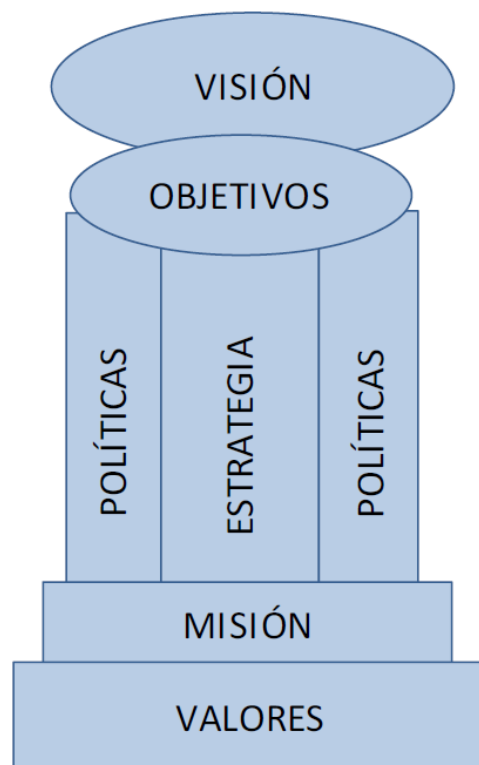 VISIÓN
OBJETIVOS
POLÍTICAS
ESTRATEGIA
POLÍTICAS
MISIÓN
VALORES